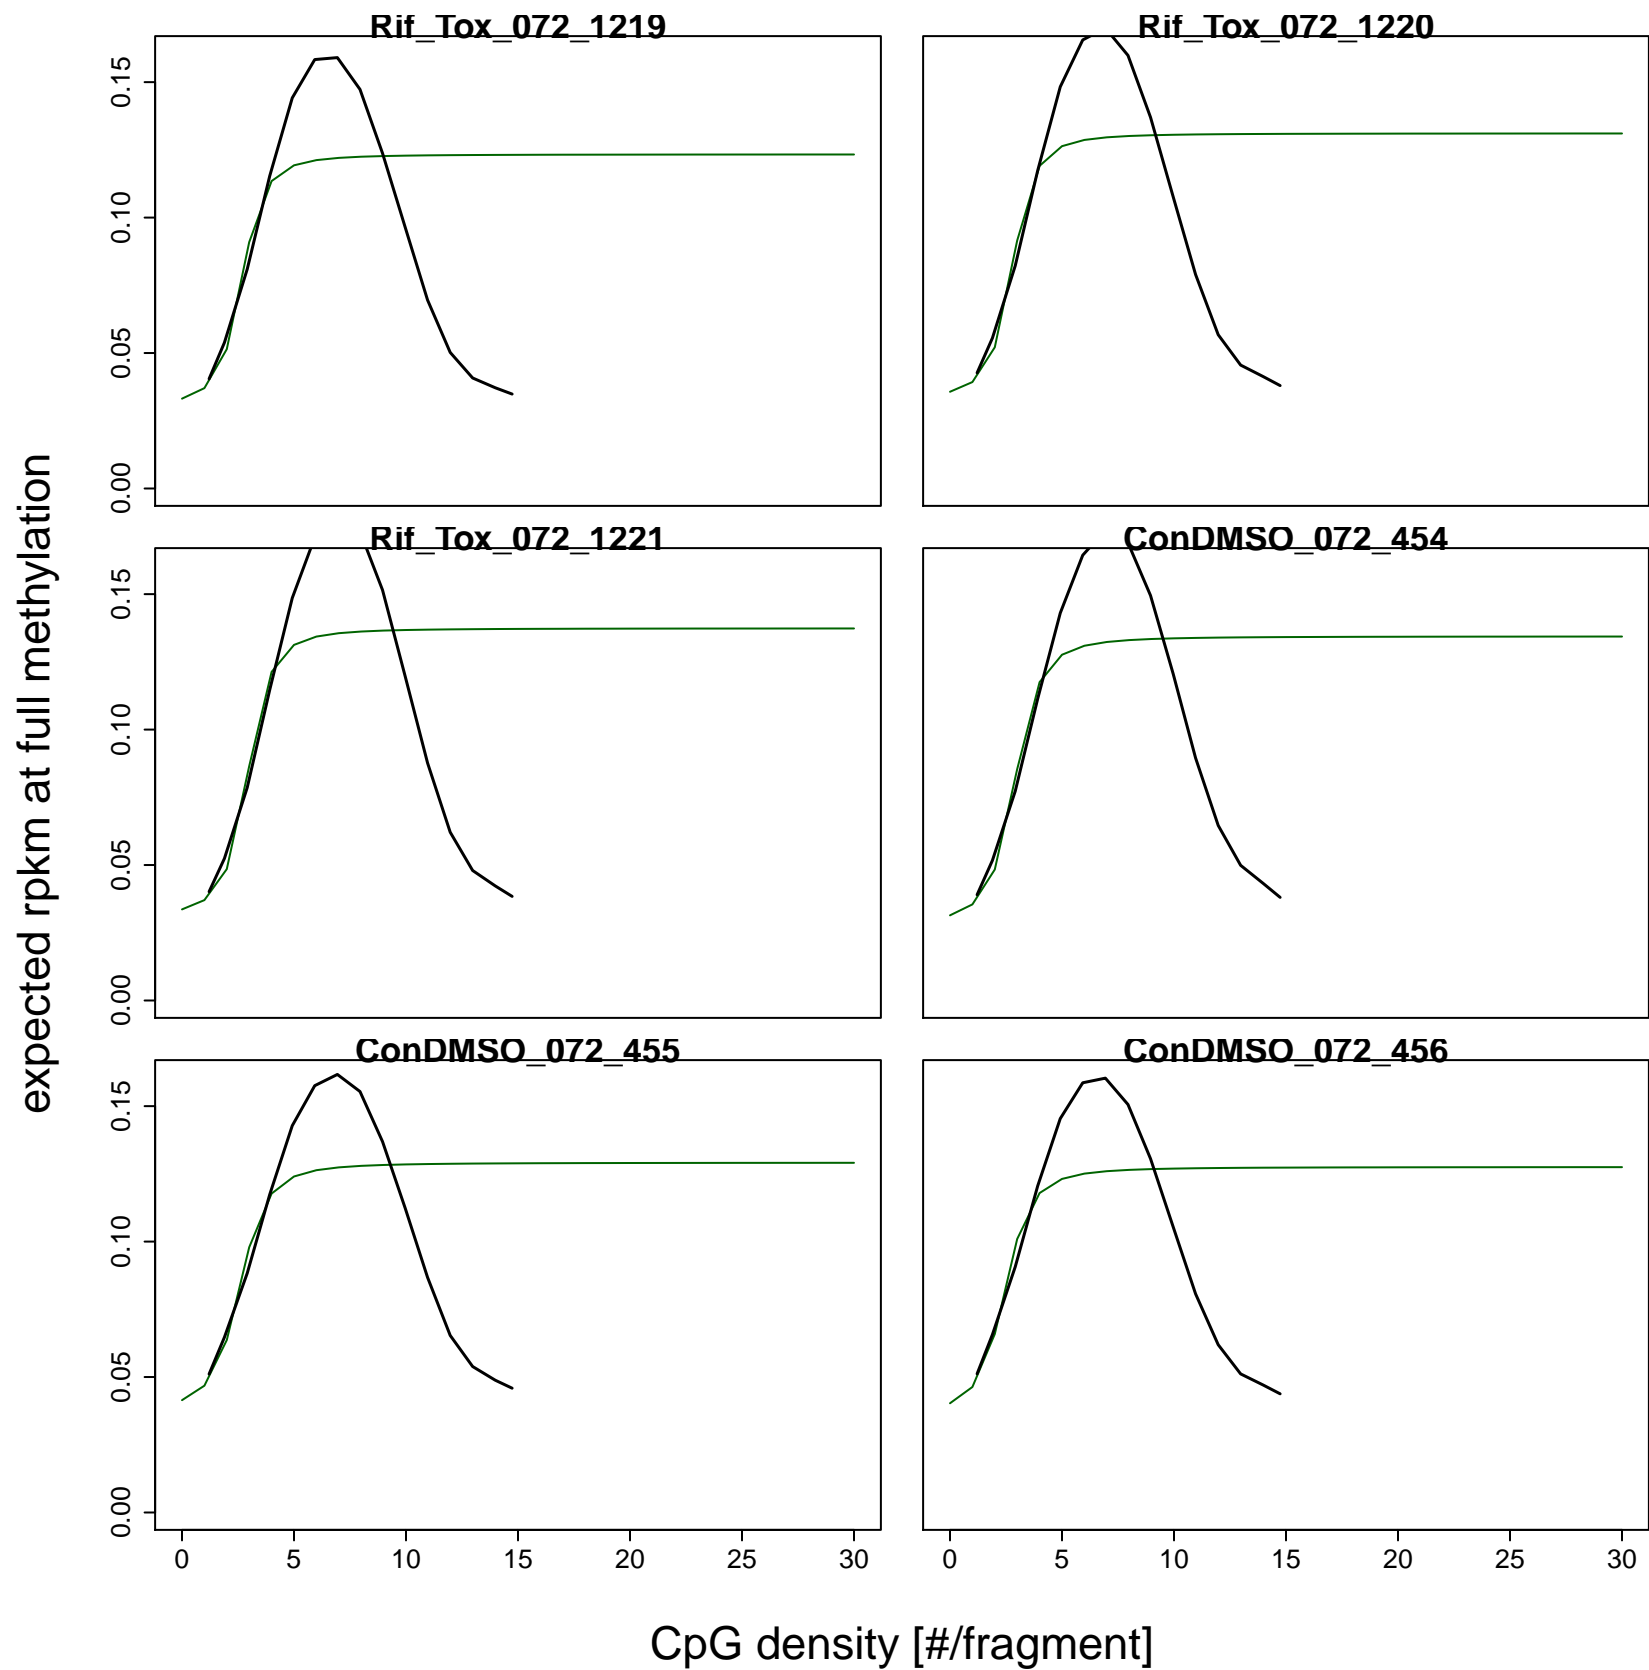 Rif_Tox_072_1219
Rif_Tox_072_1220
0.15
0.10
0.05
0.00
Rif_Tox_072_1221
ConDMSO_072_454
0.15
0.10
0.05
0.00
ConDMSO_072_455
ConDMSO_072_456
0.15
0.10
0.05
0.00
0 5 10 15 20 25 30
0 5 10 15 20 25 30
expected rpkm at full methylation
CpG density [#/fragment]